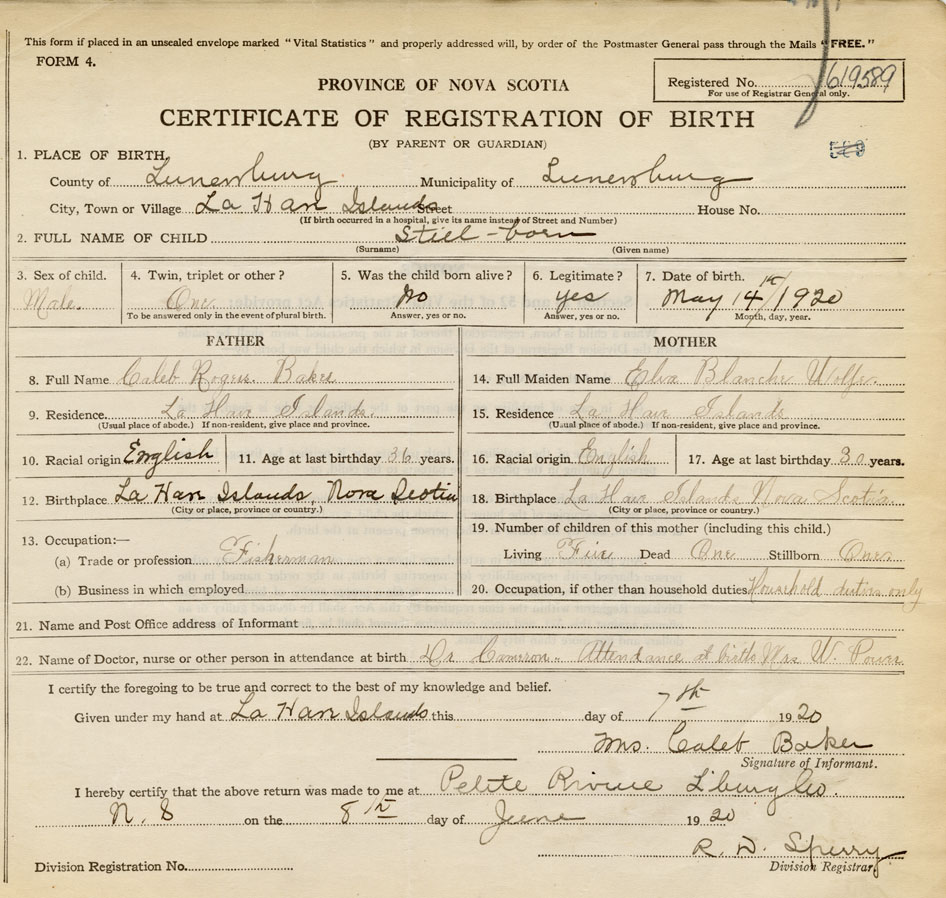 This form if placed in an unsealed envelope marked "Vital Statistics" and properly addressed will, by order of the Postmaster General pass through the Mails "FREE."
FORM 4.
Registered No. 619589
For use of Registrar General only.
PROVINCE OF NOVA SCOTIA
CERTIFICATE OF REGISTRATION OF BIRTH
(BY PARENT OR GUARDIAN)
1. PLACE OF BIRTH,
County of Lunenburg Municipality of Lunenburg
City, Town or Village La Have Islands Street House No.
(If birth occurred in a hospital, give its name instead of Street and Number)
2. FULL NAME OF CHILD Still-born
(Surname) (Given name)
3. Sex of child. 4. Twin, triplet or other? 5. Was the child born alive? 6. Legitimate? 7. Date of birth.
Male. One No yes May 14th/1920
To be answered only in the event of plural birth. Answer, yes or no. Answer, yes or no. Month, day, year.
FATHER MOTHER
8. Full Name Caleb Roger Baker 14. Full Maiden Name Elva Blanche Wolfe.
9. Residence. La Have Islands. 15. Residence La Have Islands
(Usual place of abode.) If non-resident, give place and province. (Usual place of abode.) If non-resident, give place and province.
10. Racial origin English 11. Age at last birthday 36 years. 16. Racial origin English 17. Age at last birthday 30 years.
12. Birthplace La Have Islands, Nova Scotia 18. Birthplace La Have Islands Nova Scotia
(City or place, province or country.) (City or place, province or country.)
13. Occupation:— 19. Number of children of this mother (including this child.)
(a) Trade or profession Fisherman Living Five Dead One Stillborn One
(b) Business in which employed 20. Occupation, if other than household duties Household duties only
21. Name and Post Office address of Informant
22. Name of Doctor, nurse or other person in attendance at birth Dr Cameron. Attendance at birth Mrs W. Power
I certify the foregoing to be true and correct to the best of my knowledge and belief.
Given under my hand at La Have Islands this day of 7th 1920
Mrs. Caleb Baker
Signature of Informant.
I hereby certify that the above return was made to me at Petite Riviere L'burg Co.
N.S on the 8th day of June 1920
R. D. Sperry
Division Registration No. Division Registrar